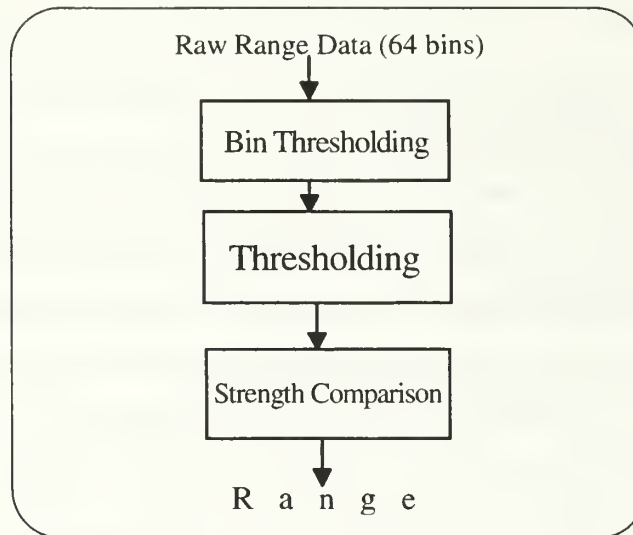 Raw Range Data (64 bins)
Bin Thresholding
Thresholding
Strength Comparison
R a n g e